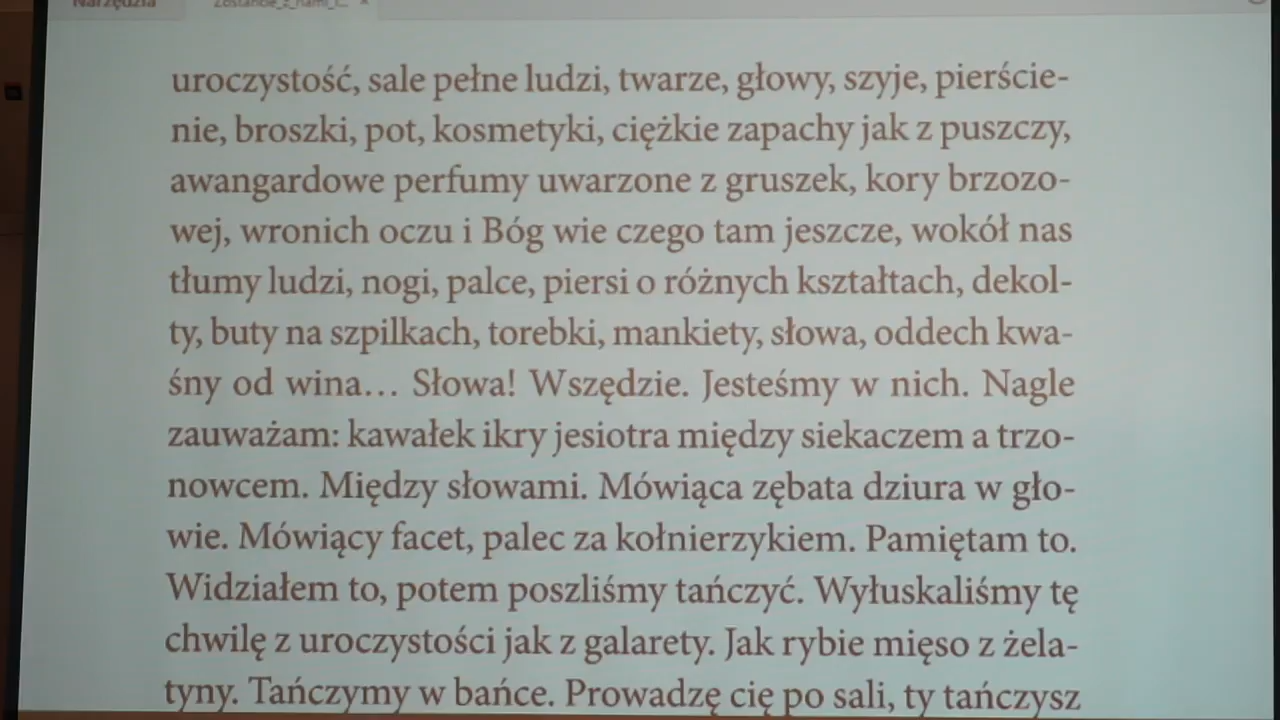 Narzędzia
uroczystość, sale pełne ludzi, twarze, głowy, szyje, pierście-
nie, broszki, pot, kosmetyki, ciężkie zapachy jak z puszczy,
awangardowe perfumy uwarzone z gruszek, kory brzozo-
wej, wronich oczu i Bóg wie czego tam jeszcze, wokół nas
tłumy ludzi, nogi, palce, piersi o różnych kształtach, dekol-
ty, buty na szpilkach, torebki, mankiety, słowa, oddech kwa-
śny od wina… Słowa! Wszędzie. Jesteśmy w nich. Nagle
zauważam: kawałek ikry jesiotra między siekaczem a trzo-
nowcem. Między słowami. Mówiąca zębata dziura w gło-
wie. Mówiący facet, palec za kołnierzykiem. Pamiętam to.
Widziałem to, potem poszliśmy tańczyć. Wyłuskaliśmy tę
chwilę z uroczystości jak z galarety. Jak rybie mięso z żela-
tyny. Tańczymy w bańce. Prowadzę cię po sali, ty tańczysz